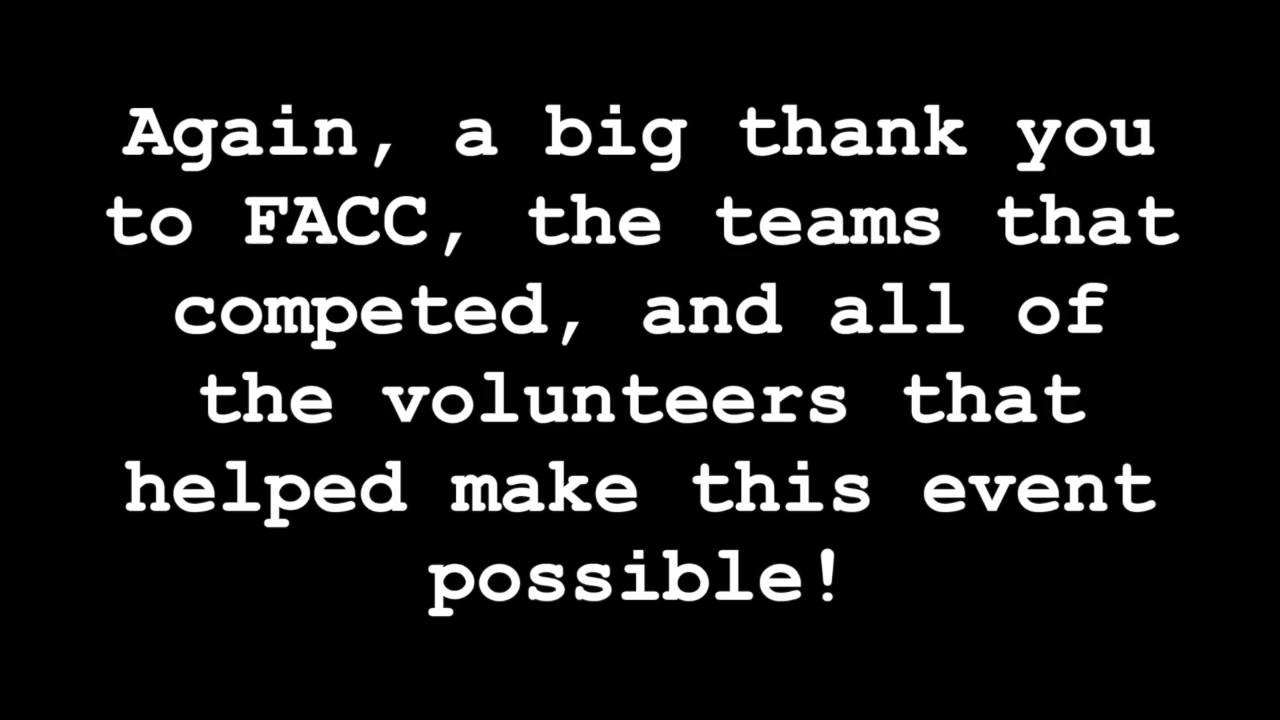 Again, a big thank you
to FACC, the teams that
competed, and all of
the volunteers that
helped make this event
possible!